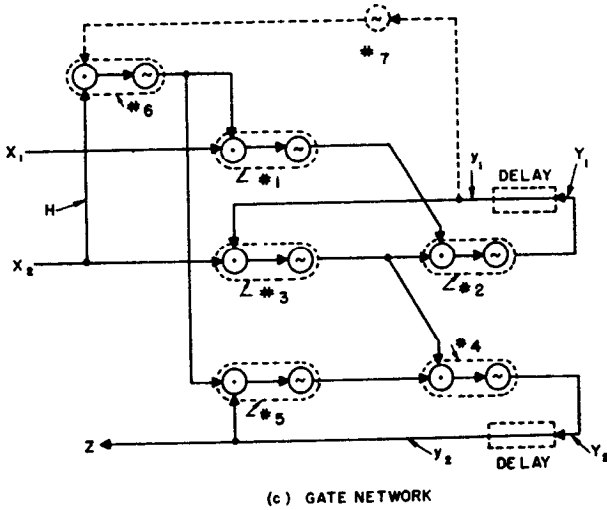 ~
# 7
· ~
# 6
X₁
· ~
# 1
y₁
DELAY
Y₁
H
X₂
· ~
# 3
· ~
# 2
# 4
· ~
· ~
# 5
Z
y₂
DELAY
Y₂
(c) GATE NETWORK